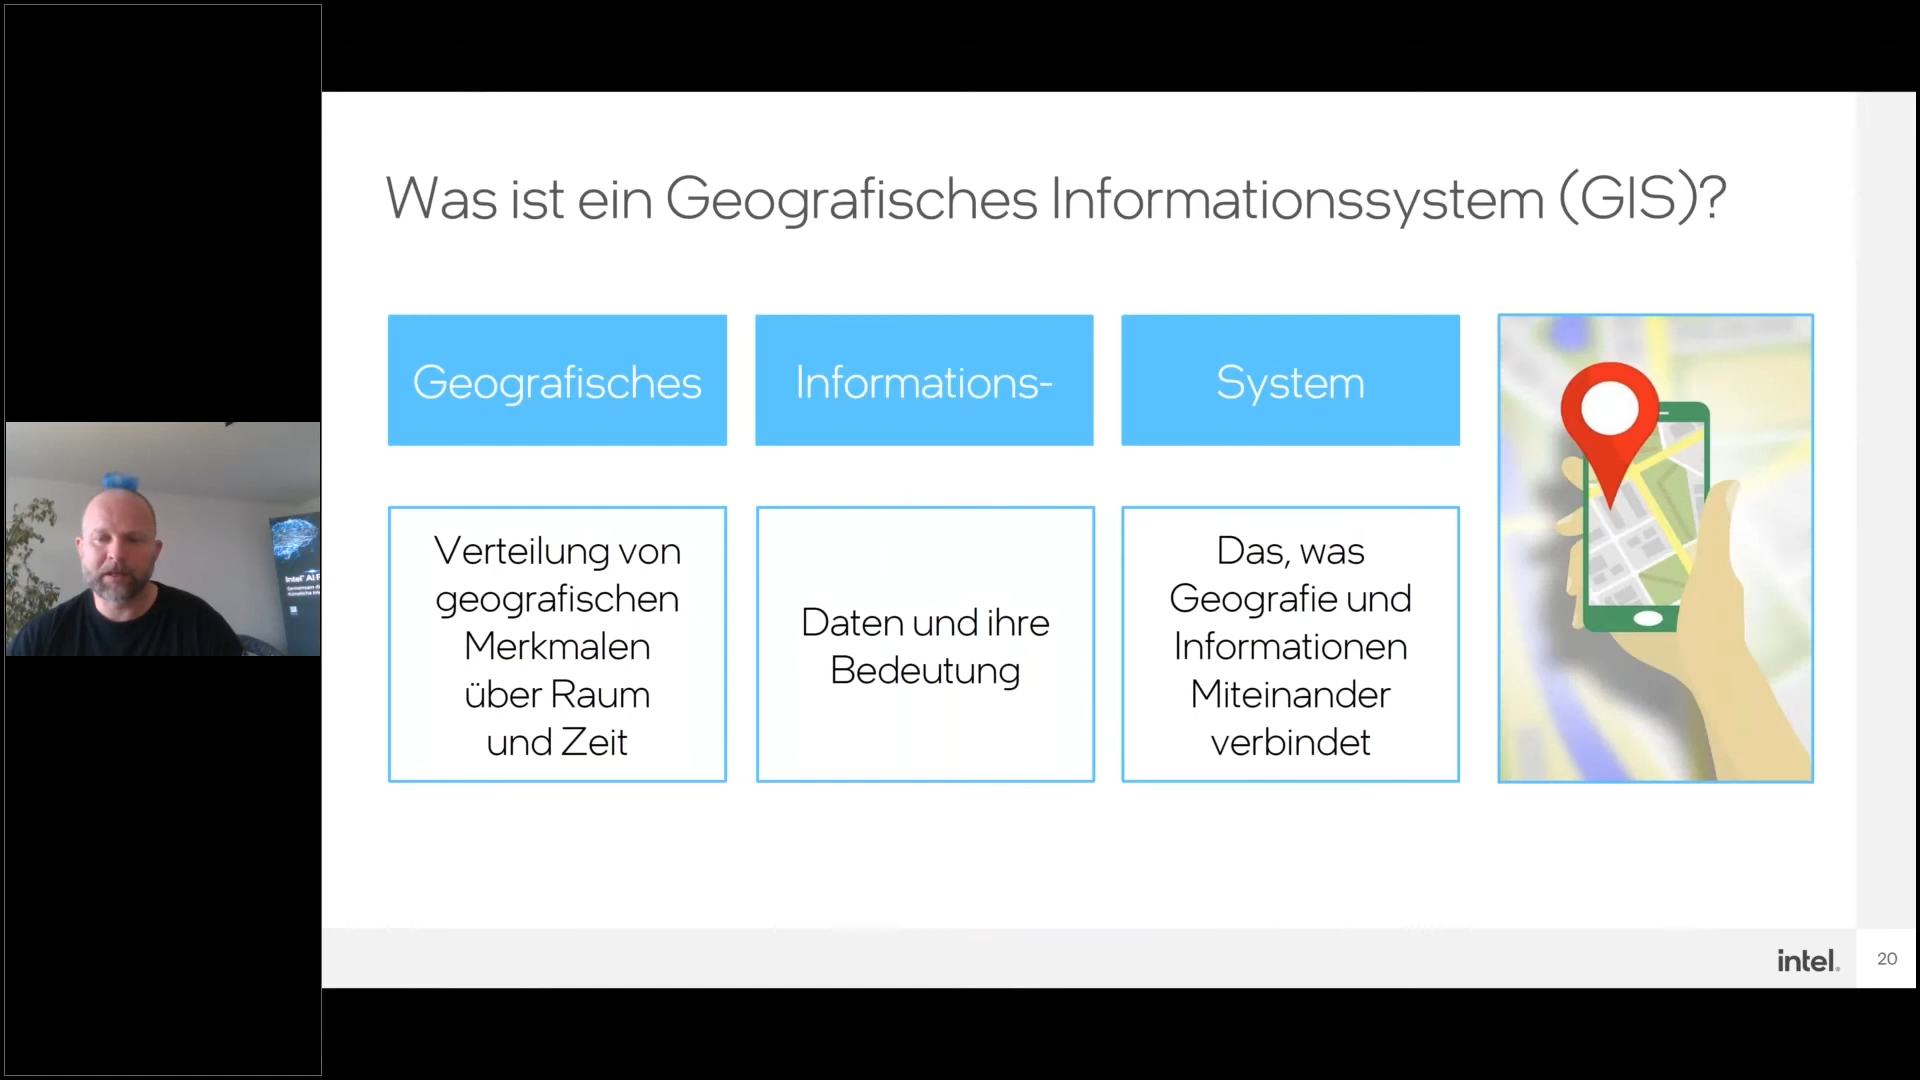 Was ist ein Geografisches Informationssystem (GIS)?
Geografisches
Informations-
System
Verteilung von
geografischen
Merkmalen
über Raum
und Zeit
Daten und ihre
Bedeutung
Das, was
Geografie und
Informationen
Miteinander
verbindet
intel.
20